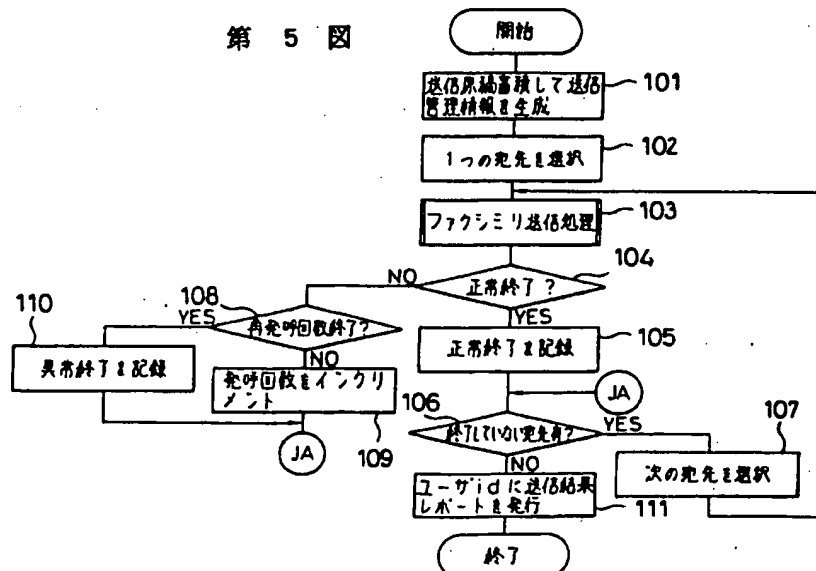 第 5 図
開始
送信原稿蓄積して送信
管理情報を生成
101
1つの宛先を選択
102
ファクシミリ送信処理
103
正常終了?
104
NO
YES
108
再発呼回数終了?
YES
NO
110
異常終了を記録
発呼回数をインクリ
メント
109
JA
正常終了を記録
105
JA
106
終了していない宛先有?
YES
NO
107
次の宛先を選択
ユーザidに送信結果
レポートを発行
111
終了